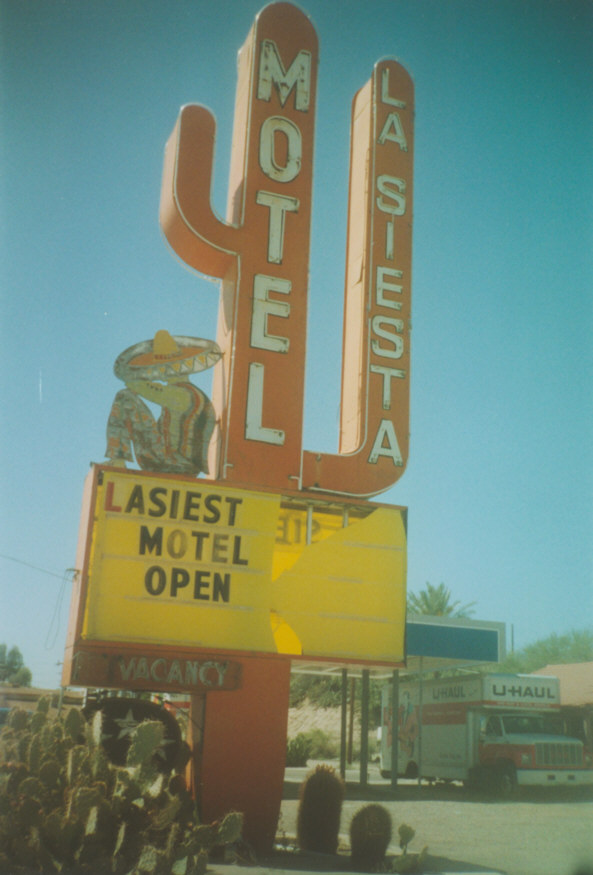 MOTEL
LA SIESTA
LASIEST
MOTEL
OPEN
VACANCY
U-HAUL
U-HAUL